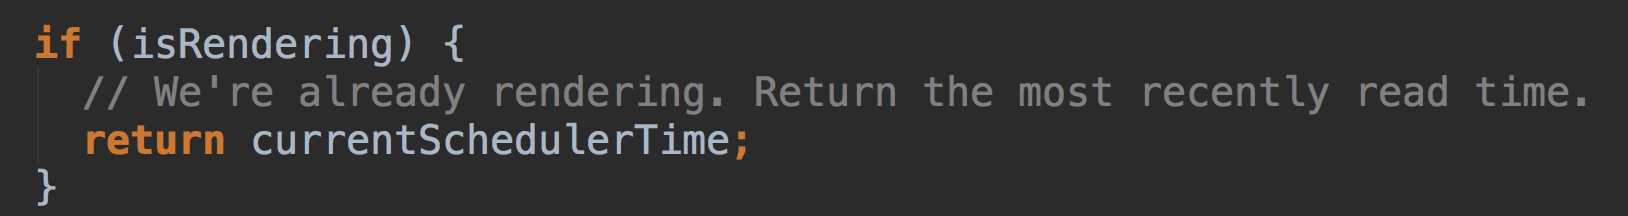 if (isRendering) {
  // We're already rendering. Return the most recently read time.
  return currentSchedulerTime;
}